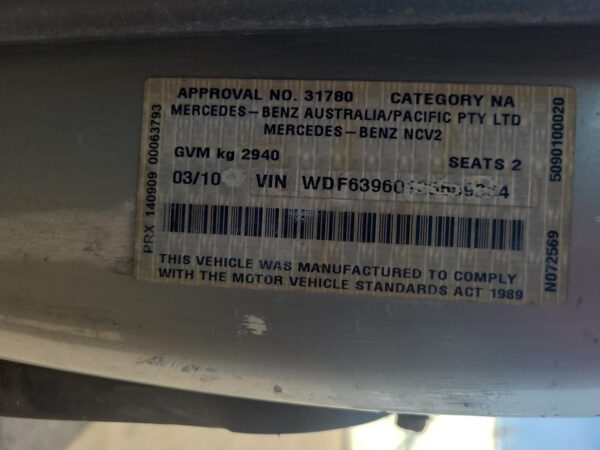 APPROVAL NO. 31780 CATEGORY NA
MERCEDES-BENZ AUSTRALIA/PACIFIC PTY LTD
MERCEDES-BENZ NCV2
GVM kg 2940 SEATS 2
03/10 VIN
THIS VEHICLE WAS MANUFACTURED TO COMPLY
WITH THE MOTOR VEHICLE STANDARDS ACT 1989
PRX 140909 00063793
N072569 5090100020